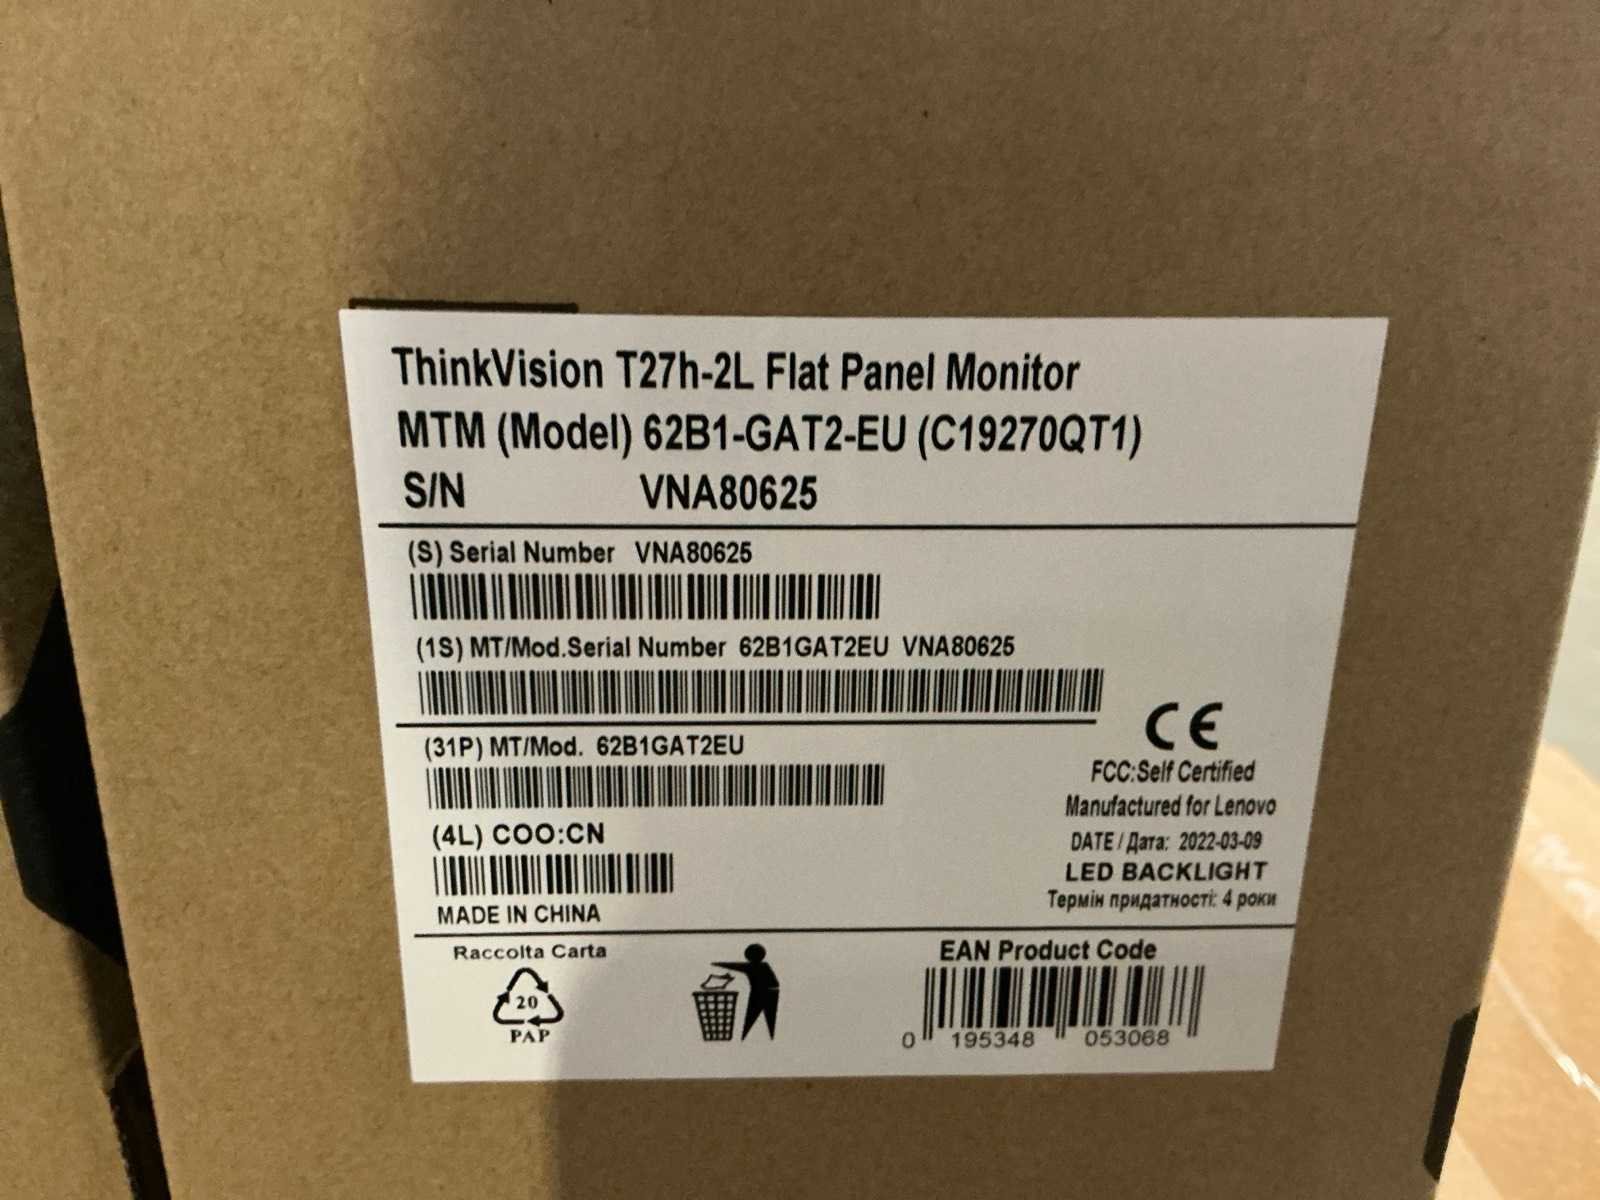 ThinkVision T27h-2L Flat Panel Monitor
MTM (Model) 62B1-GAT2-EU (C19270QT1)
S/N VNA80625
(S) Serial Number VNA80625
(1S) MT/Mod.Serial Number 62B1GAT2EU VNA80625
(31P) MT/Mod. 62B1GAT2EU
(4L) COO:CN
MADE IN CHINA
CE
FCC:Self Certified
Manufactured for Lenovo
DATE / Дата: 2022-03-09
LED BACKLIGHT
Термін придатності: 4 роки
Raccolta Carta
20
PAP
EAN Product Code
0 195348 053068